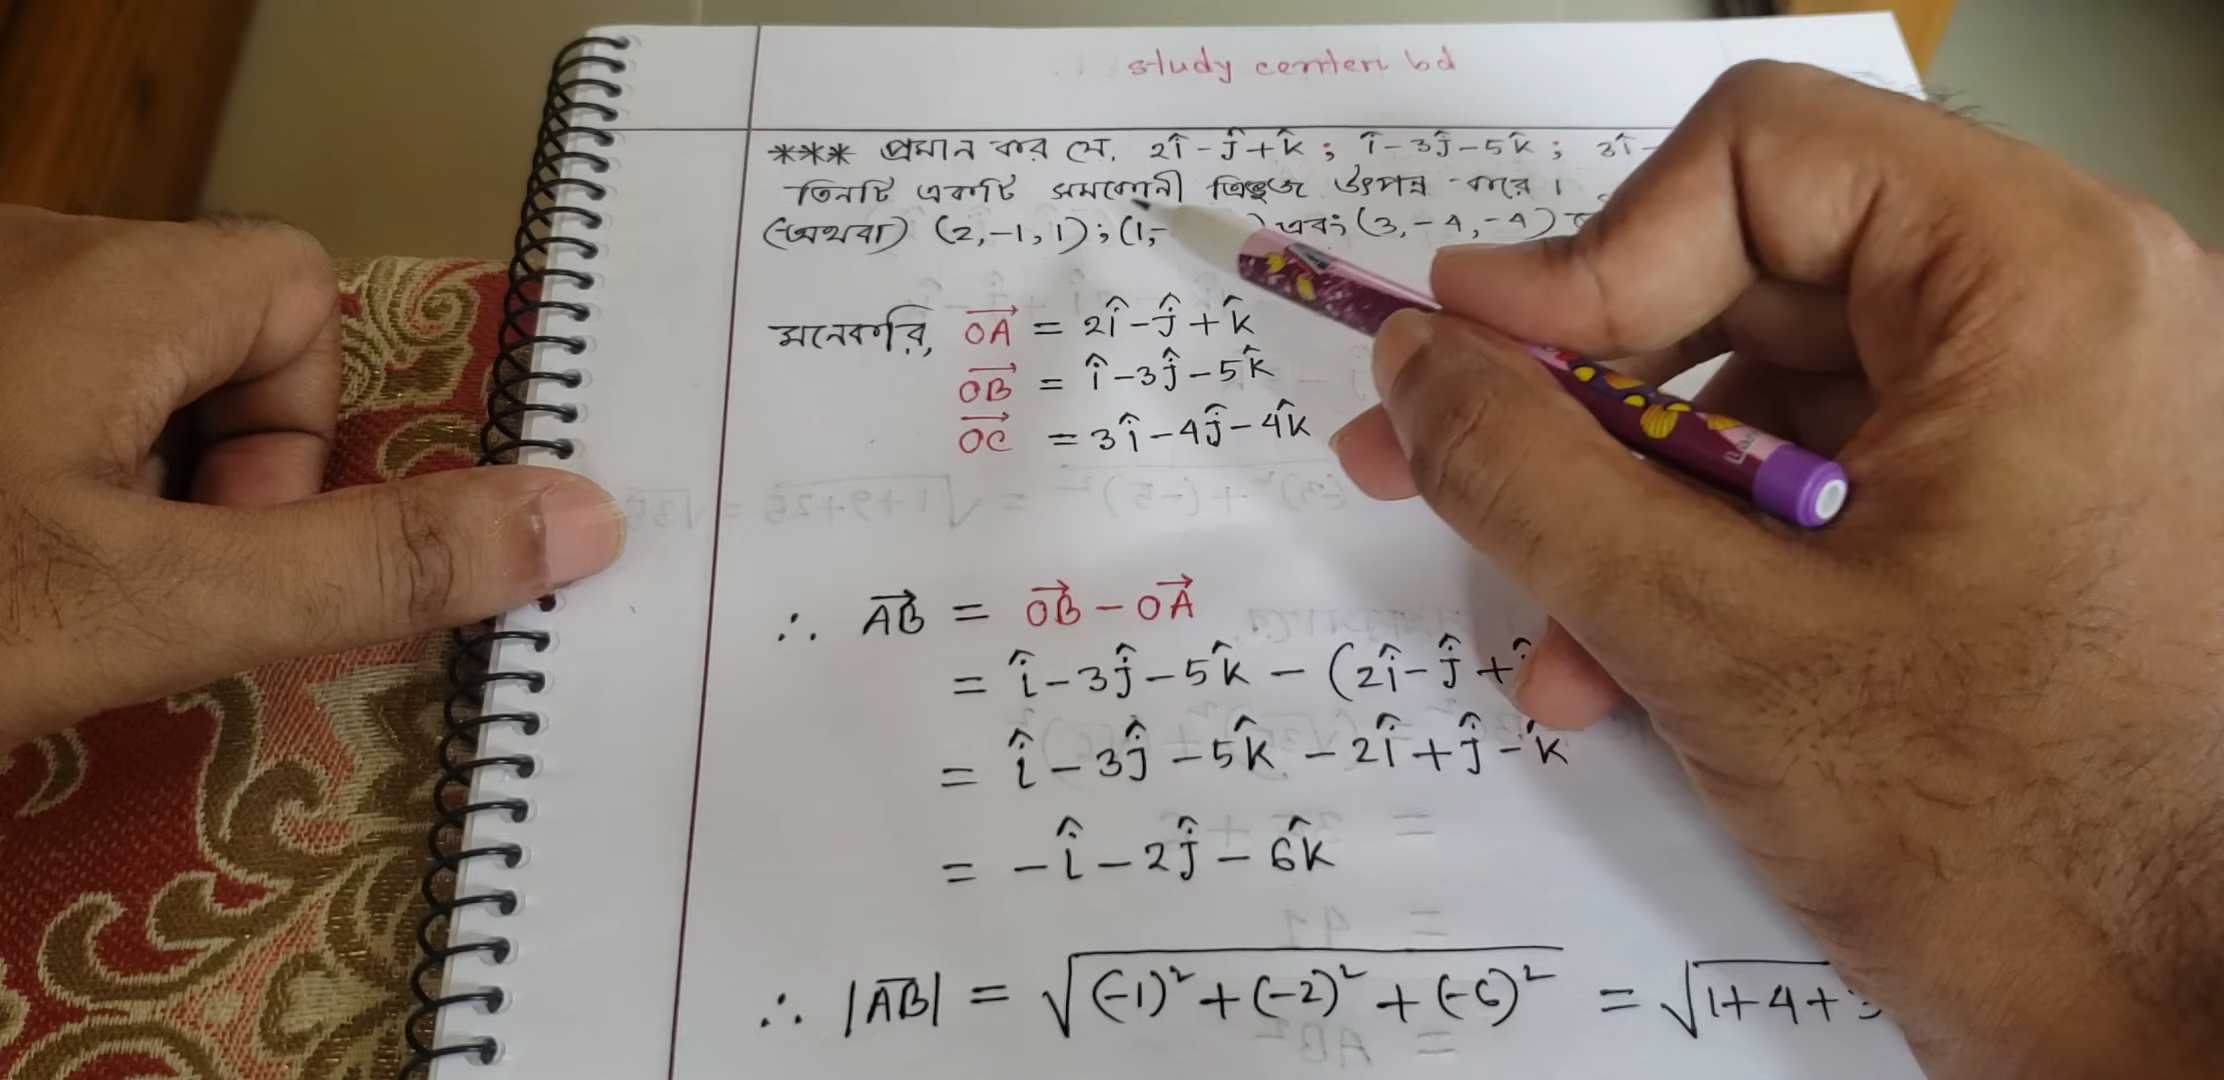 study center bd
*** প্রমান কর যে, 2î - ĵ + k̂ ; î - 3ĵ - 5k̂ ; 3î -
তিনটি একটি সমকোনী ত্রিভুজ উৎপন্ন করে ।
(অথবা) (2, -1, 1) ; (1, - ) এবং (3, -4, -4)
মনেকরি, OA⃗ = 2î - ĵ + k̂
OB⃗ = î - 3ĵ - 5k̂
OC⃗ = 3î - 4ĵ - 4k̂
∴ AB⃗ = OB⃗ - OA⃗
= î - 3ĵ - 5k̂ - (2î - ĵ +
= î - 3ĵ - 5k̂ - 2î + ĵ - k̂
= -î - 2ĵ - 6k̂
∴ |AB⃗| = √((-1)² + (-2)² + (-6)²) = √1+4+